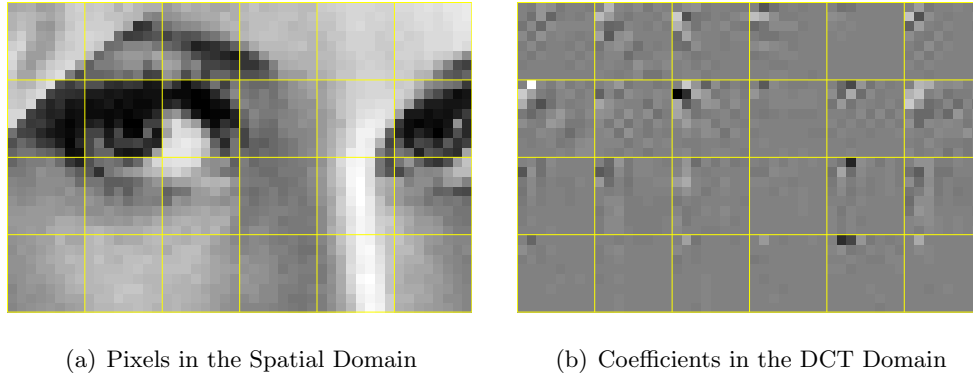 (a) Pixels in the Spatial Domain
(b) Coefficients in the DCT Domain